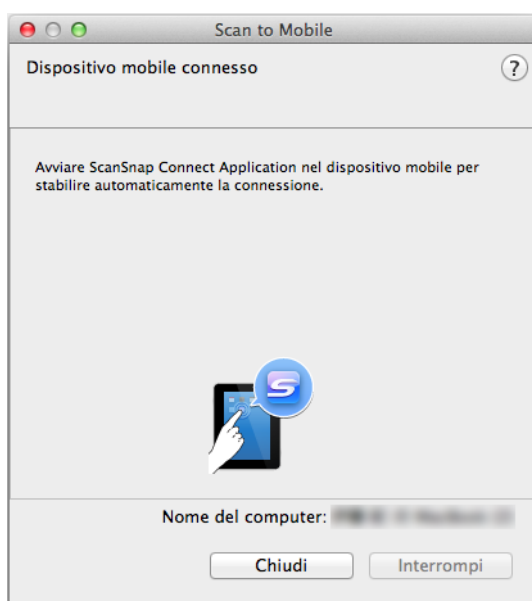 Scan to Mobile
Dispositivo mobile connesso
?
Avviare ScanSnap Connect Application nel dispositivo mobile per
stabilire automaticamente la connessione.
S
Nome del computer:
Chiudi
Interrompi